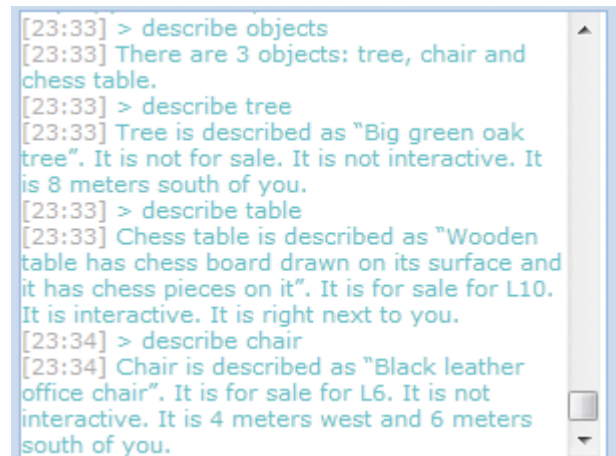 [23:33] > describe objects
[23:33] There are 3 objects: tree, chair and
chess table.
[23:33] > describe tree
[23:33] Tree is described as “Big green oak
tree”. It is not for sale. It is not interactive. It
is 8 meters south of you.
[23:33] > describe table
[23:33] Chess table is described as “Wooden
table has chess board drawn on its surface and
it has chess pieces on it”. It is for sale for L10.
It is interactive. It is right next to you.
[23:34] > describe chair
[23:34] Chair is described as “Black leather
office chair”. It is for sale for L6. It is not
interactive. It is 4 meters west and 6 meters
south of you.